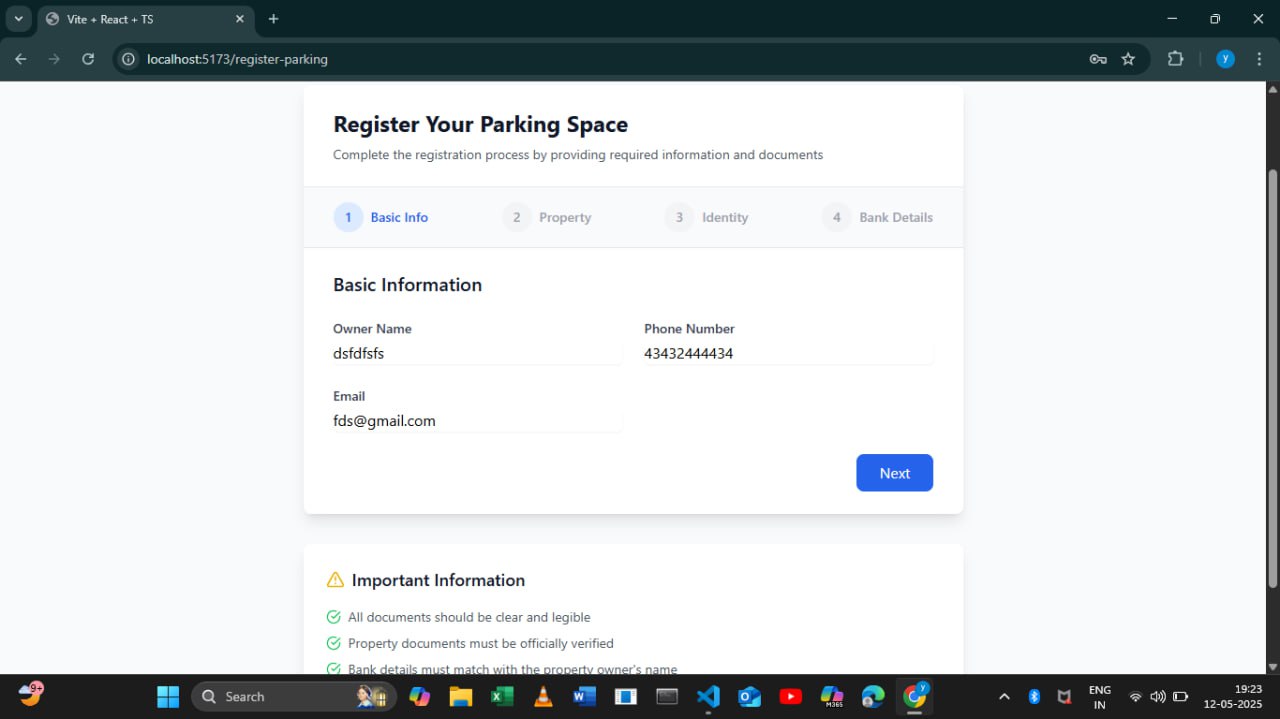 Vite + React + TS
localhost:5173/register-parking
y
Register Your Parking Space
Complete the registration process by providing required information and documents
1 Basic Info 2 Property 3 Identity 4 Bank Details
Basic Information
Owner Name Phone Number
dsfdfsfs 43432444434
Email
fds@gmail.com
Next
Important Information
All documents should be clear and legible
Property documents must be officially verified
Bank details must match with the property owner's name
9+ Search M365 y ENG 19:23
IN 12-05-2025